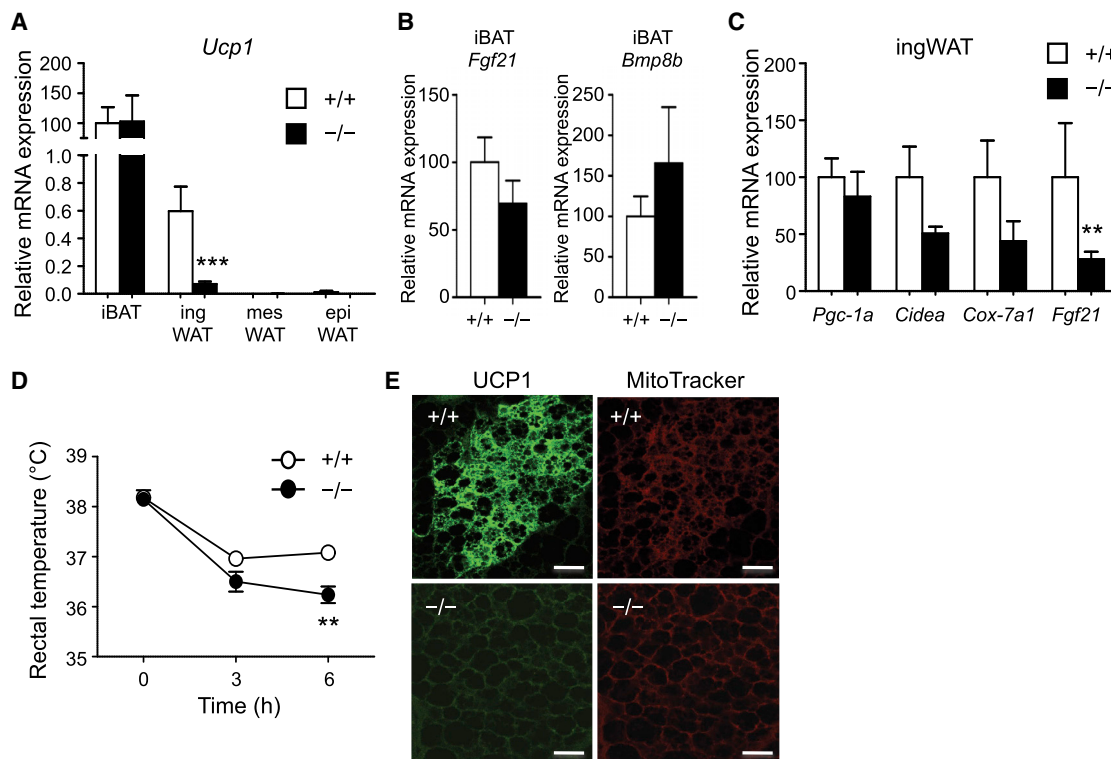 A
Ucp1
Relative mRNA expression
200
150
100
50
1.0
0.8
0.6
0.4
0.2
0.0
+/+
−/−
***
iBAT
ing
WAT
mes
WAT
epi
WAT
B
iBAT
Fgf21
Relative mRNA expression
150
100
50
0
+/+ −/−
iBAT
Bmp8b
Relative mRNA expression
250
200
150
100
50
0
+/+ −/−
C
ingWAT
Relative mRNA expression
200
150
100
50
0
+/+
−/−
**
Pgc-1a Cidea Cox-7a1 Fgf21
D
Rectal temperature (°C)
39
38
37
36
35
+/+
−/−
**
0 3 6
Time (h)
E
UCP1 MitoTracker
+/+ +/+
−/− −/−